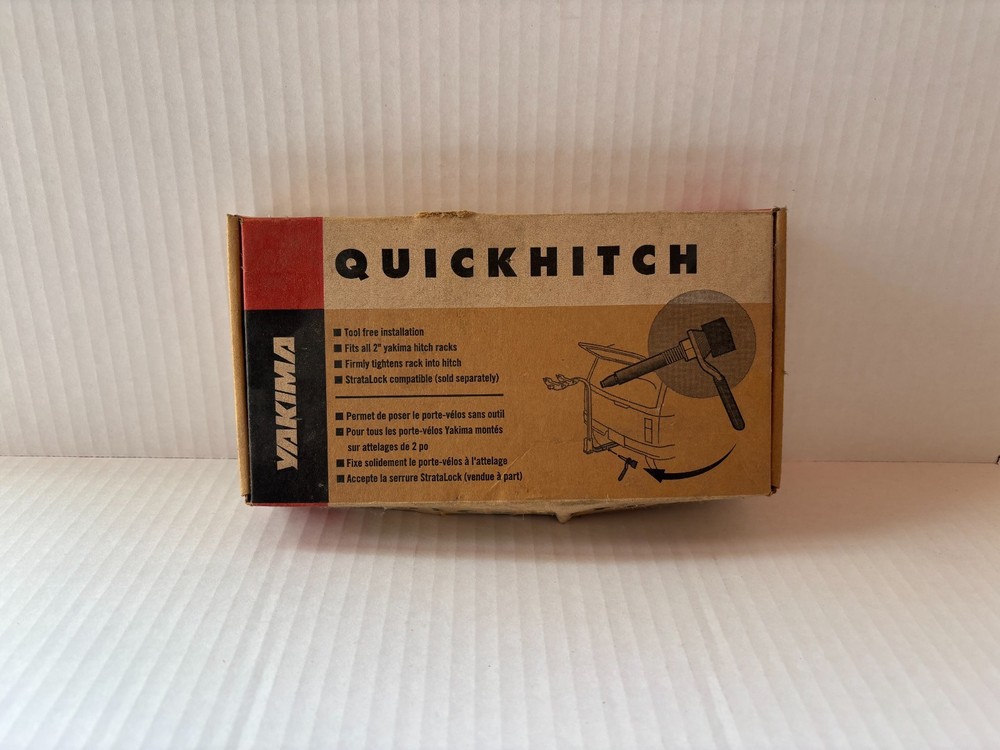 QUICKHITCH
YAKIMA
■ Tool free installation
■ Fits all 2" yakima hitch racks
■ Firmly tightens rack into hitch
■ StrataLock compatible (sold separately)
■ Permet de poser le porte-vélos sans outil
■ Pour tous les porte-vélos Yakima montés
sur attelages de 2 po
■ Fixe solidement le porte-vélos à l'attelage
■ Accepte la serrure StrataLock (vendue à part)